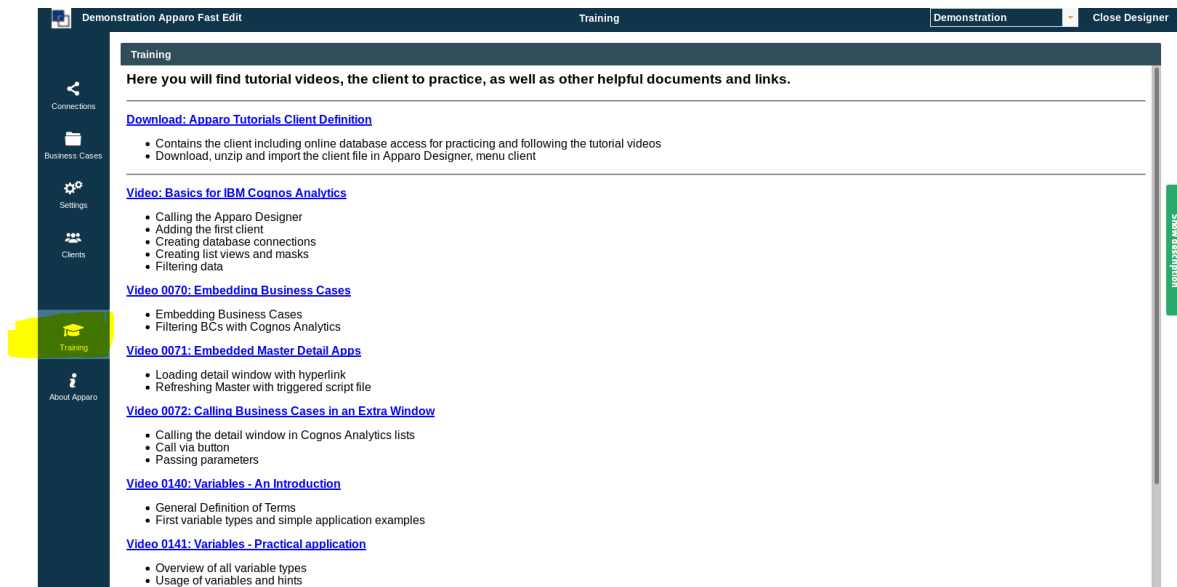 Demonstration Apparo Fast Edit
Training
Demonstration
Close Designer
Connections
Business Cases
Settings
Clients
Training
About Apparo
Training
Here you will find tutorial videos, the client to practice, as well as other helpful documents and links.
Download: Apparo Tutorials Client Definition
• Contains the client including online database access for practicing and following the tutorial videos
• Download, unzip and import the client file in Apparo Designer, menu client
Video: Basics for IBM Cognos Analytics
• Calling the Apparo Designer
• Adding the first client
• Creating database connections
• Creating list views and masks
• Filtering data
Video 0070: Embedding Business Cases
• Embedding Business Cases
• Filtering BCs with Cognos Analytics
Video 0071: Embedded Master Detail Apps
• Loading detail window with hyperlink
• Refreshing Master with triggered script file
Video 0072: Calling Business Cases in an Extra Window
• Calling the detail window in Cognos Analytics lists
• Call via button
• Passing parameters
Video 0140: Variables - An Introduction
• General Definition of Terms
• First variable types and simple application examples
Video 0141: Variables - Practical application
• Overview of all variable types
• Usage of variables and hints
Show description